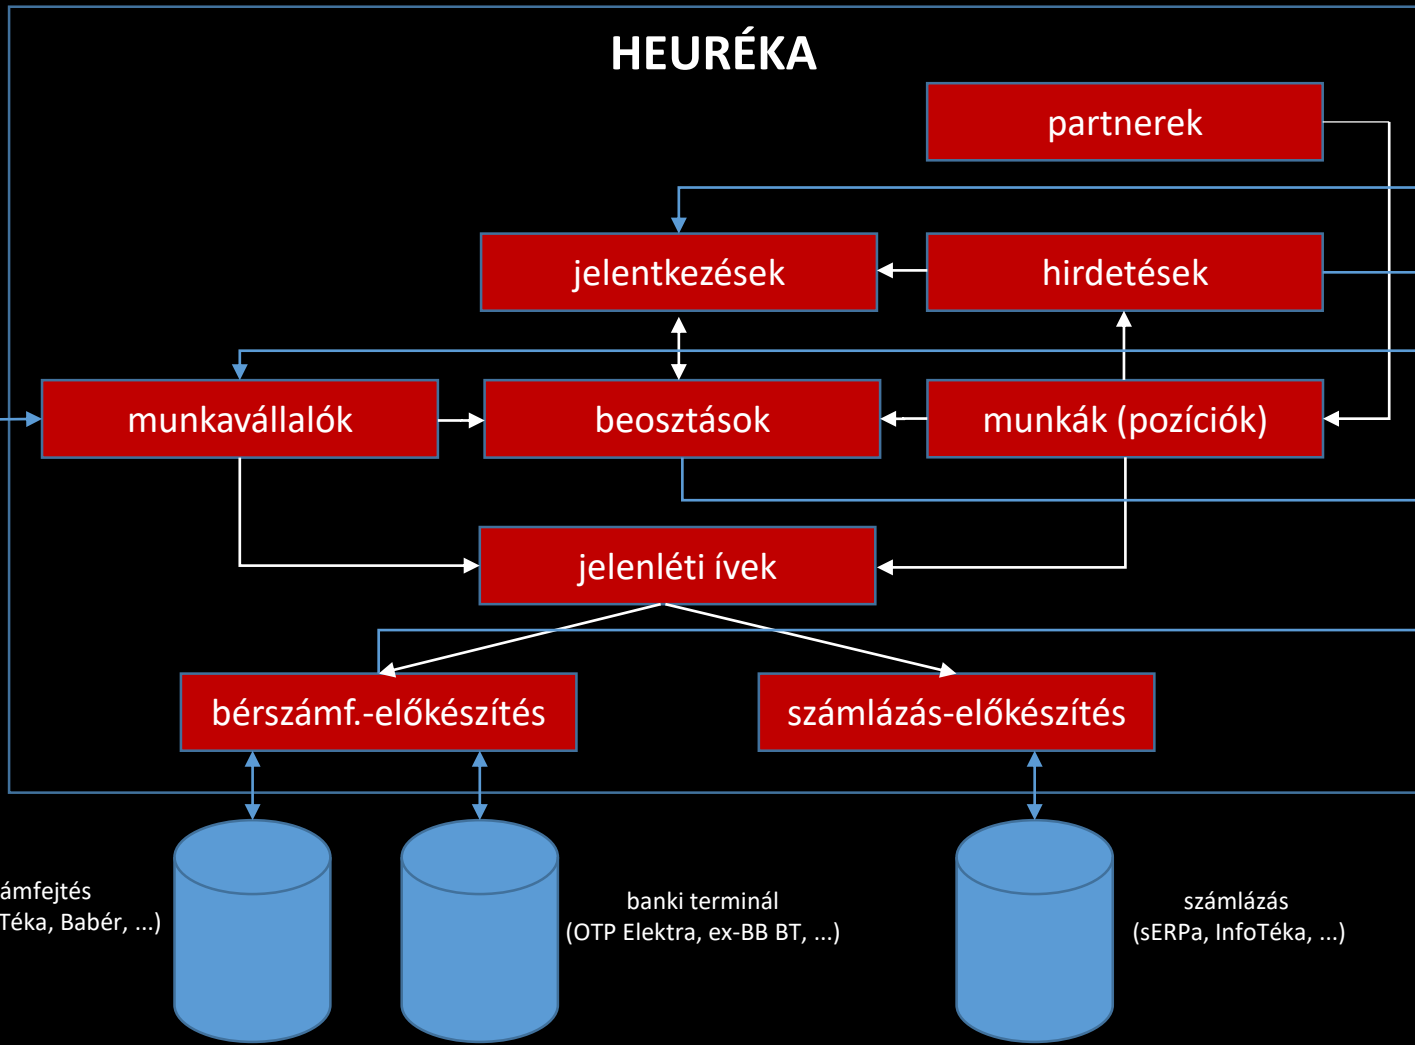 HEURÉKA
partnerek
jelentkezések
hirdetések
munkavállalók
beosztások
munkák (pozíciók)
jelenléti ívek
bérszámf.-előkészítés
számlázás-előkészítés
ámfejtés
Téka, Babér, ...)
banki terminál
(OTP Elektra, ex-BB BT, ...)
számlázás
(sERPa, InfoTéka, ...)